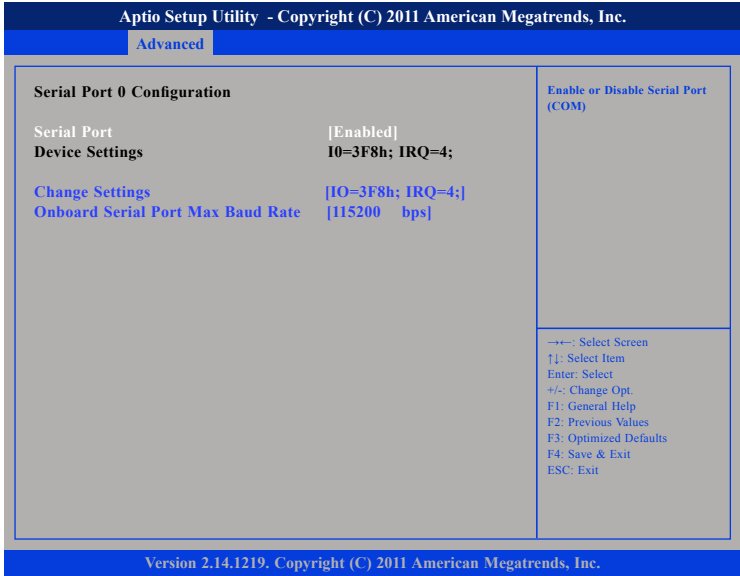 Aptio Setup Utility - Copyright (C) 2011 American Megatrends, Inc.
Advanced
Serial Port 0 Configuration
Serial Port [Enabled]
Device Settings I0=3F8h; IRQ=4;
Change Settings [IO=3F8h; IRQ=4;]
Onboard Serial Port Max Baud Rate [115200 bps]
Enable or Disable Serial Port
(COM)
→←: Select Screen
↑↓: Select Item
Enter: Select
+/-: Change Opt.
F1: General Help
F2: Previous Values
F3: Optimized Defaults
F4: Save & Exit
ESC: Exit
Version 2.14.1219. Copyright (C) 2011 American Megatrends, Inc.